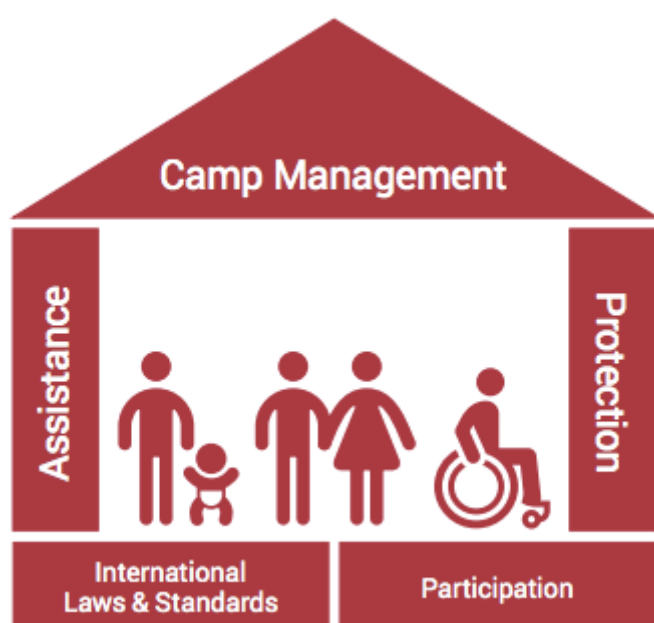 Camp Management
Assistance
Protection
International
Laws & Standards
Participation